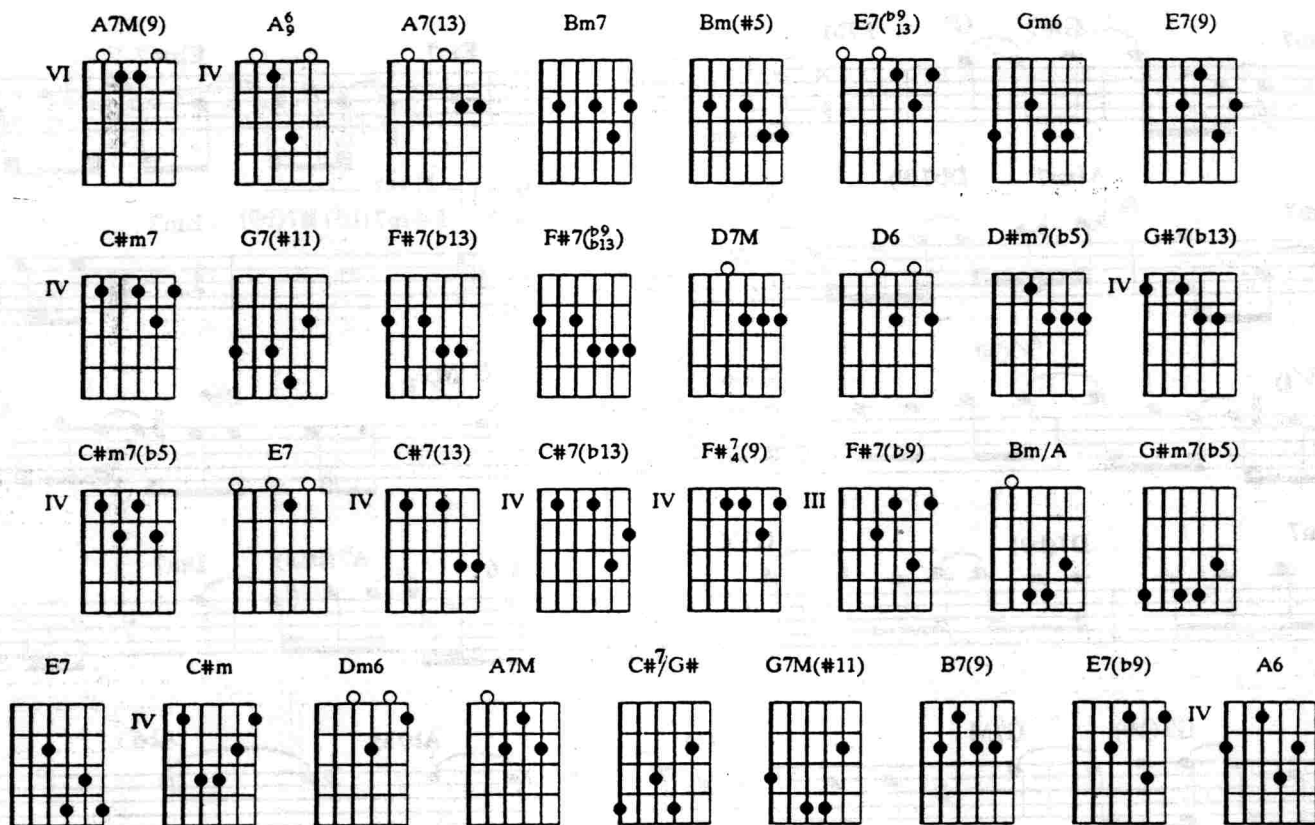 A7M(9) A6/9 A7(13) Bm7 Bm(#5) E7(b9/13) Gm6 E7(9)
VI IV
C#m7 G7(#11) F#7(b13) F#7(b9/b13) D7M D6 D#m7(b5) G#7(b13)
IV IV
C#m7(b5) E7 C#7(13) C#7(b13) F#7/4(9) F#7(b9) Bm/A G#m7(b5)
IV IV IV IV III
E7 C#m Dm6 A7M C#7/G# G7M(#11) B7(9) E7(b9) A6
IV IV